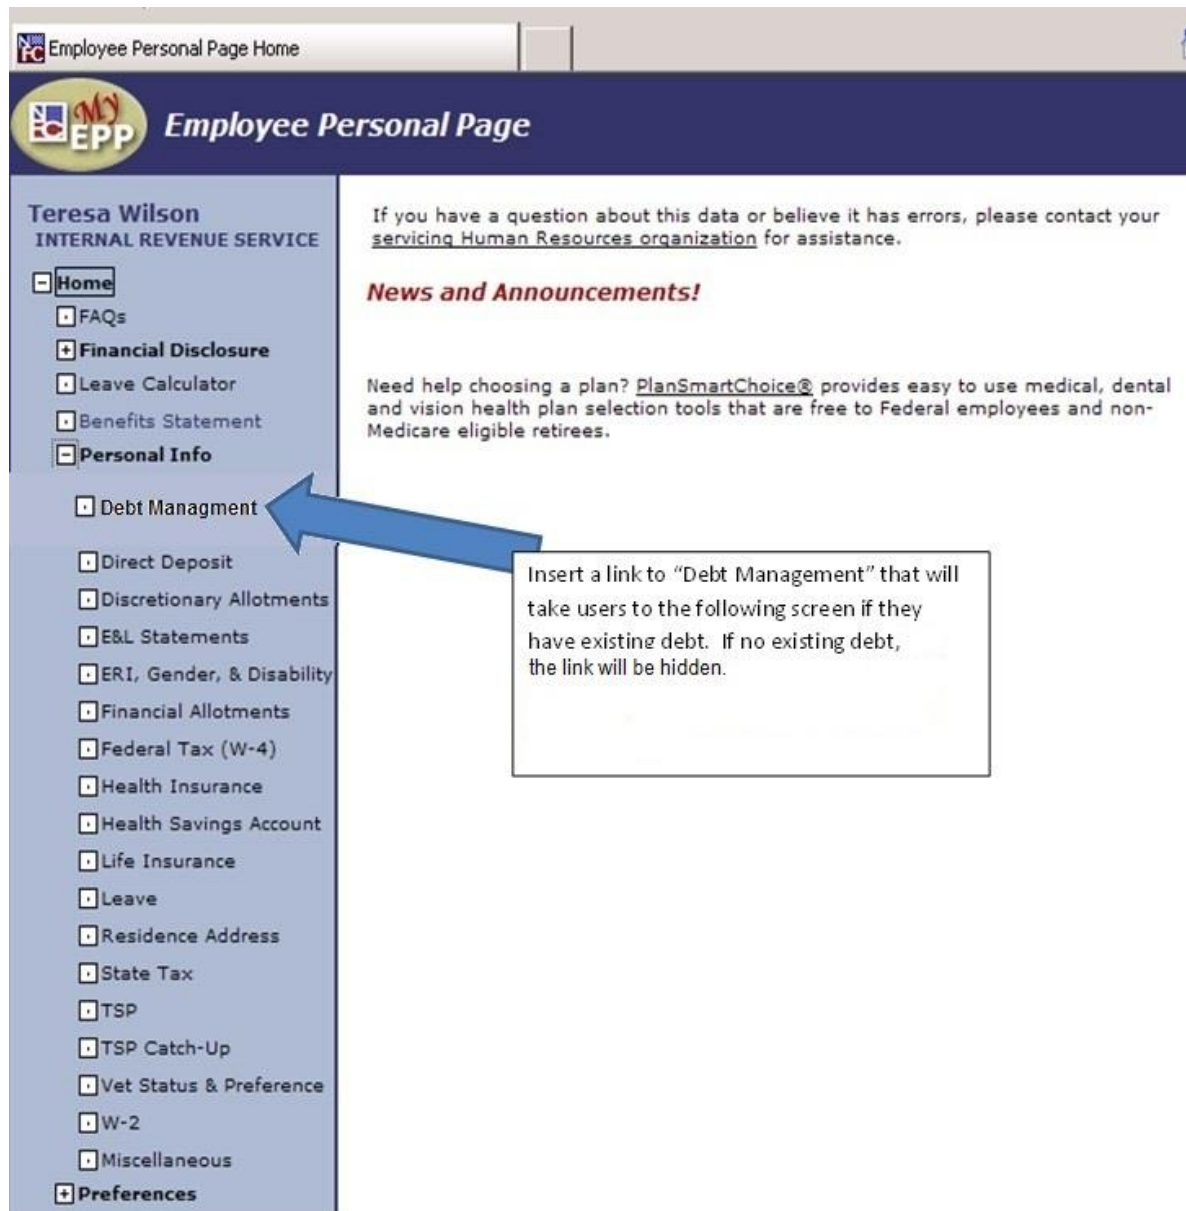 Employee Personal Page Home
My
EPP
Employee Personal Page
Teresa Wilson
INTERNAL REVENUE SERVICE
Home
FAQs
Financial Disclosure
Leave Calculator
Benefits Statement
Personal Info
Debt Managment
Direct Deposit
Discretionary Allotments
E&L Statements
ERI, Gender, & Disability
Financial Allotments
Federal Tax (W-4)
Health Insurance
Health Savings Account
Life Insurance
Leave
Residence Address
State Tax
TSP
TSP Catch-Up
Vet Status & Preference
W-2
Miscellaneous
Preferences
If you have a question about this data or believe it has errors, please contact your
servicing Human Resources organization for assistance.
News and Announcements!
Need help choosing a plan? PlanSmartChoice® provides easy to use medical, dental
and vision health plan selection tools that are free to Federal employees and non-
Medicare eligible retirees.
Insert a link to “Debt Management” that will
take users to the following screen if they
have existing debt. If no existing debt,
the link will be hidden.